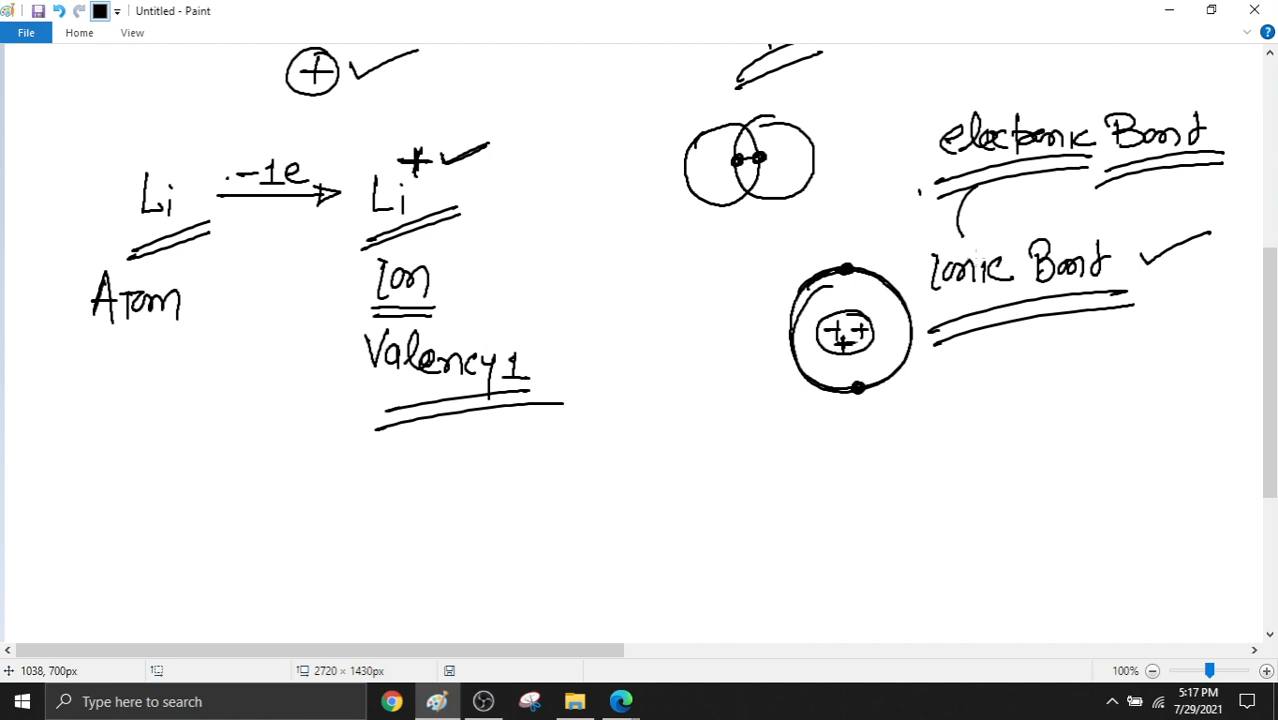 Untitled - Paint
File Home View
+
Li -1e Li +
Atom
Ion
Valency 1
electronic Bond
Ionic Bond
+ +
+
1038, 700px
2720 × 1430px
100%
Type here to search
5:17 PM
7/29/2021